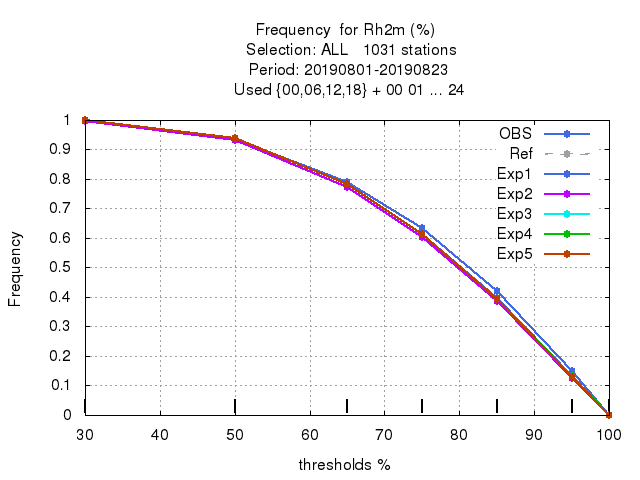 Frequency  for Rh2m (%)
Selection: ALL   1031 stations
Period: 20190801-20190823
Used {00,06,12,18} + 00 01 ... 24
1
0.9
0.8
0.7
0.6
0.5
0.4
0.3
0.2
0.1
0
Frequency
OBS
Ref
Exp1
Exp2
Exp3
Exp4
Exp5
30 40 50 60 70 80 90 100
thresholds %